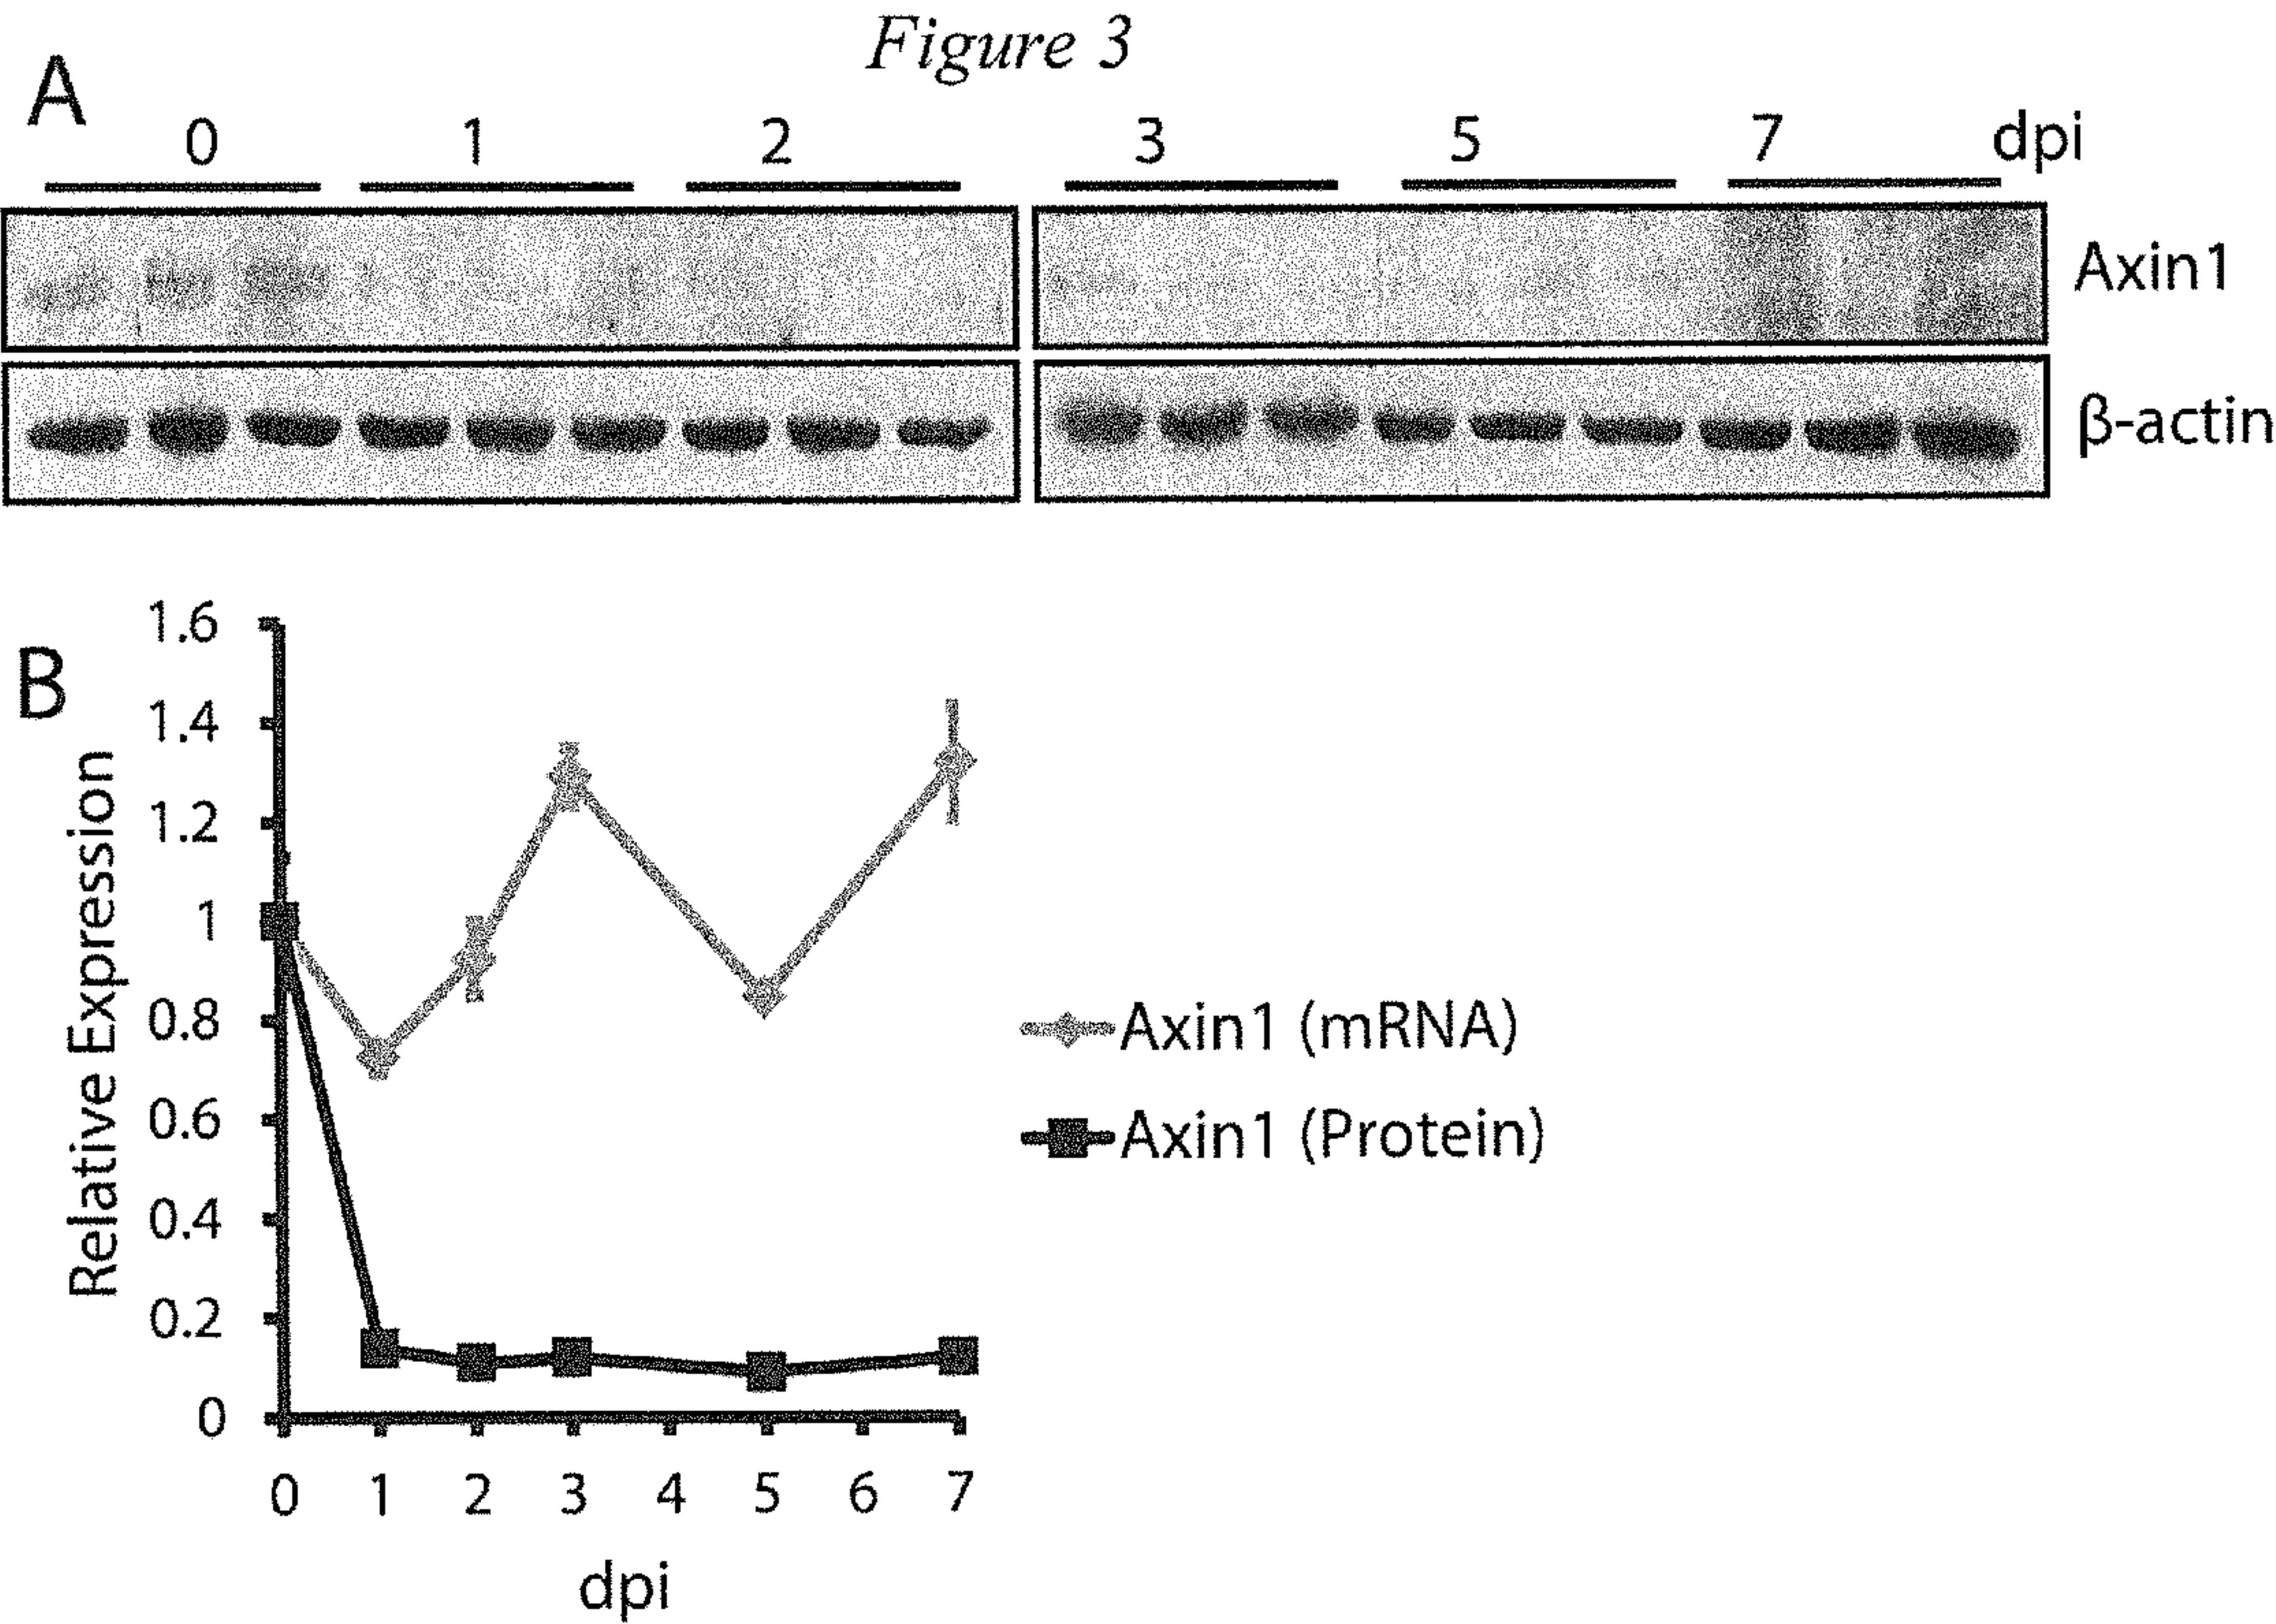 Figure 3
A
0 1 2 3 5 7 dpi
Axin1
β-actin
B
1.6
1.4
1.2
1
0.8
0.6
0.4
0.2
0
Relative Expression
0 1 2 3 4 5 6 7
dpi
Axin1 (mRNA)
Axin1 (Protein)